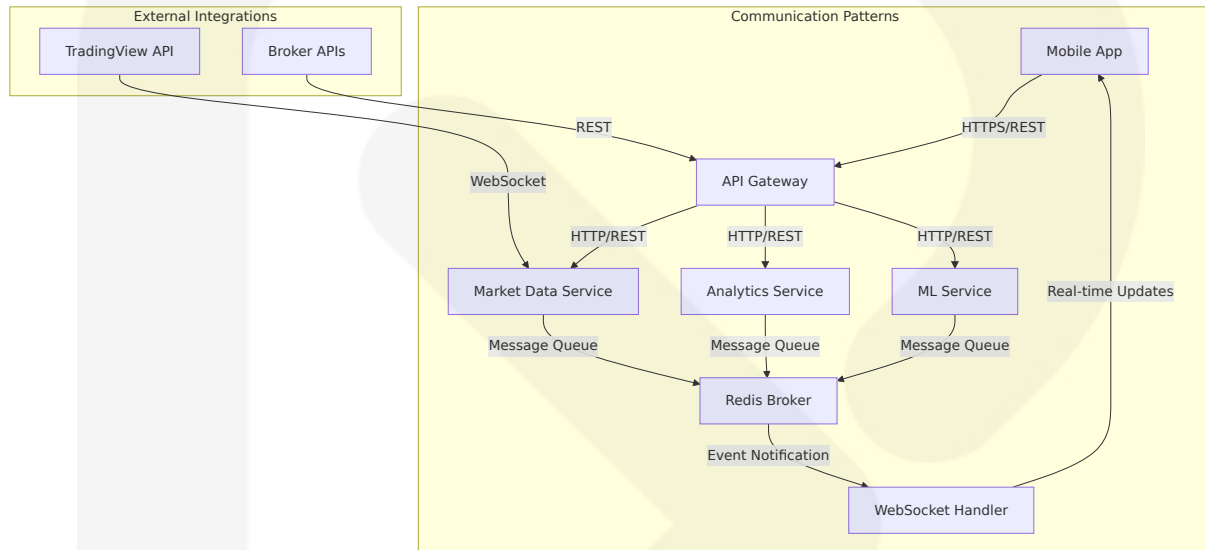 External Integrations
Communication Patterns
TradingView API
Broker APIs
Mobile App
REST
HTTPS/REST
WebSocket
API Gateway
HTTP/REST
HTTP/REST
HTTP/REST
Market Data Service
Analytics Service
ML Service
Real-time Updates
Message Queue
Message Queue
Message Queue
Redis Broker
Event Notification
WebSocket Handler